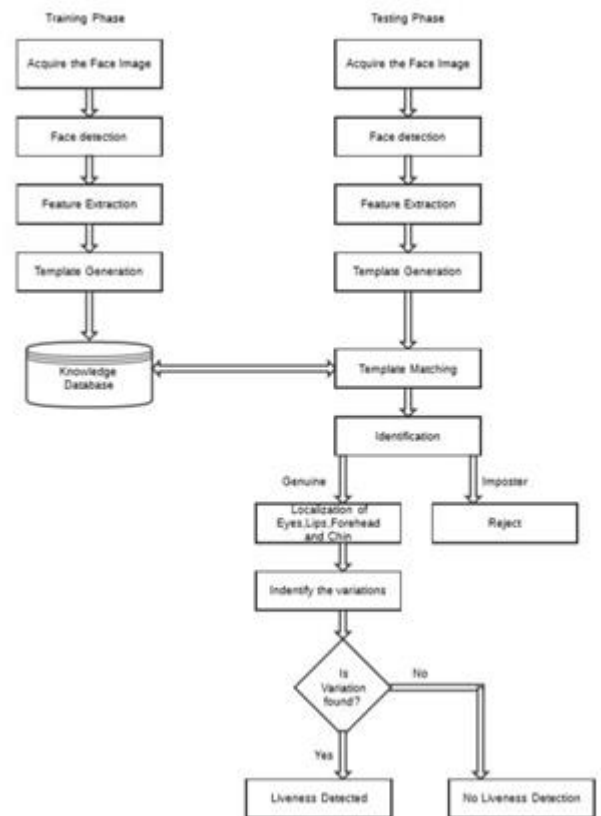 Training Phase
Testing Phase
Acquire the Face Image
Acquire the Face Image
Face detection
Face detection
Feature Extraction
Feature Extraction
Template Generation
Template Generation
Knowledge
Database
Template Matching
Identification
Genuine
Imposter
Localization of
Eyes,Lips,Forehead
and Chin
Reject
Indentify the variations
Is
Variation
found?
No
Yes
Liveness Detected
No Liveness Detection